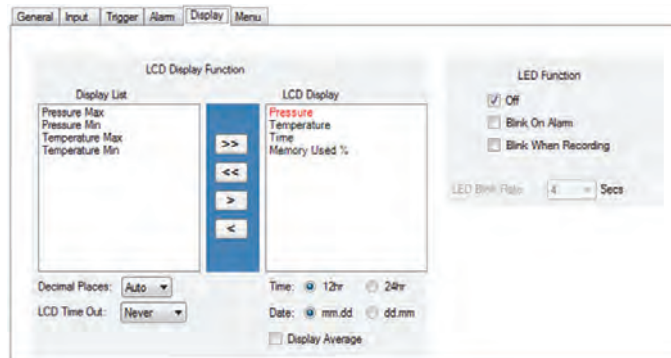 General Input Trigger Alarm Display Menu
LCD Display Function
Display List
Pressure Max
Pressure Min
Temperature Max
Temperature Min
>>
<<
>
<
LCD Display
Pressure
Temperature
Time
Memory Used %
Decimal Places: Auto
LCD Time Out: Never
Time: 12hr 24hr
Date: mm.dd dd.mm
Display Average
LED Function
Off
Blink On Alarm
Blink When Recording
LED Blink Rate 4 Secs